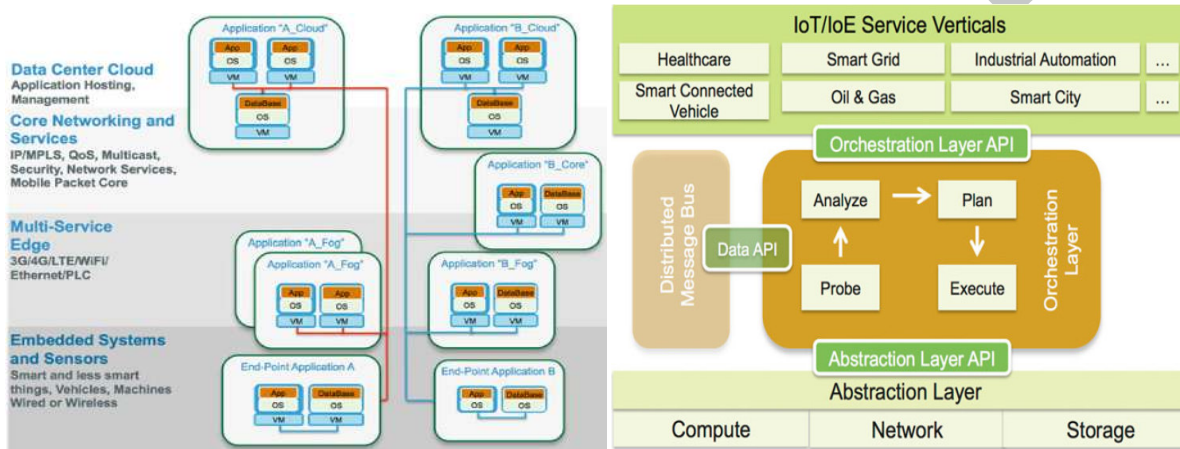 Data Center Cloud
Application Hosting,
Management
Core Networking and
Services
IP/MPLS, QoS, Multicast,
Security, Network Services,
Mobile Packet Core
Multi-Service
Edge
3G/4G/LTE/WiFi/
Ethernet/PLC
Embedded Systems
and Sensors
Smart and less smart
things, Vehicles, Machines
Wired or Wireless
Application "A_Cloud"
App App
OS OS
VM VM
DataBase
OS
VM
Application "B_Cloud"
App App
OS OS
VM VM
DataBase
OS
VM
Application "B_Core"
App DataBase
OS OS
VM VM
Application "A_Fog"
Application "A_Fog"
App App
OS OS
VM VM
Application "B_Fog"
App DataBase
OS OS
VM VM
End-Point Application A
App DataBase
OS OS
VM VM
End-Point Application B
App DataBase
OS OS
IoT/IoE Service Verticals
Healthcare Smart Grid Industrial Automation ...
Smart Connected
Vehicle
Oil & Gas Smart City ...
Orchestration Layer API
Distributed
Message Bus
Data API
Analyze Plan
Probe Execute
Orchestration
Layer
Abstraction Layer API
Abstraction Layer
Compute Network Storage